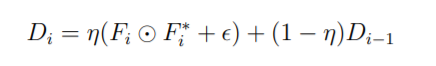 D_i = η(F_i ⊙ F_i^* + ϵ) + (1 − η)D_{i−1}